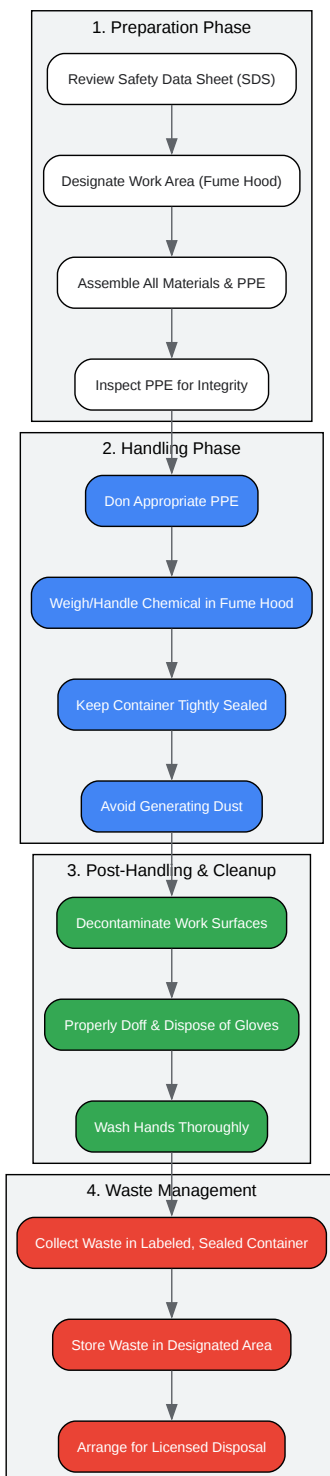 1. Preparation Phase
Review Safety Data Sheet (SDS)
Designate Work Area (Fume Hood)
Assemble All Materials & PPE
Inspect PPE for Integrity
2. Handling Phase
Don Appropriate PPE
Weigh/Handle Chemical in Fume Hood
Keep Container Tightly Sealed
Avoid Generating Dust
3. Post-Handling & Cleanup
Decontaminate Work Surfaces
Properly Doff & Dispose of Gloves
Wash Hands Thoroughly
4. Waste Management
Collect Waste in Labeled, Sealed Container
Store Waste in Designated Area
Arrange for Licensed Disposal